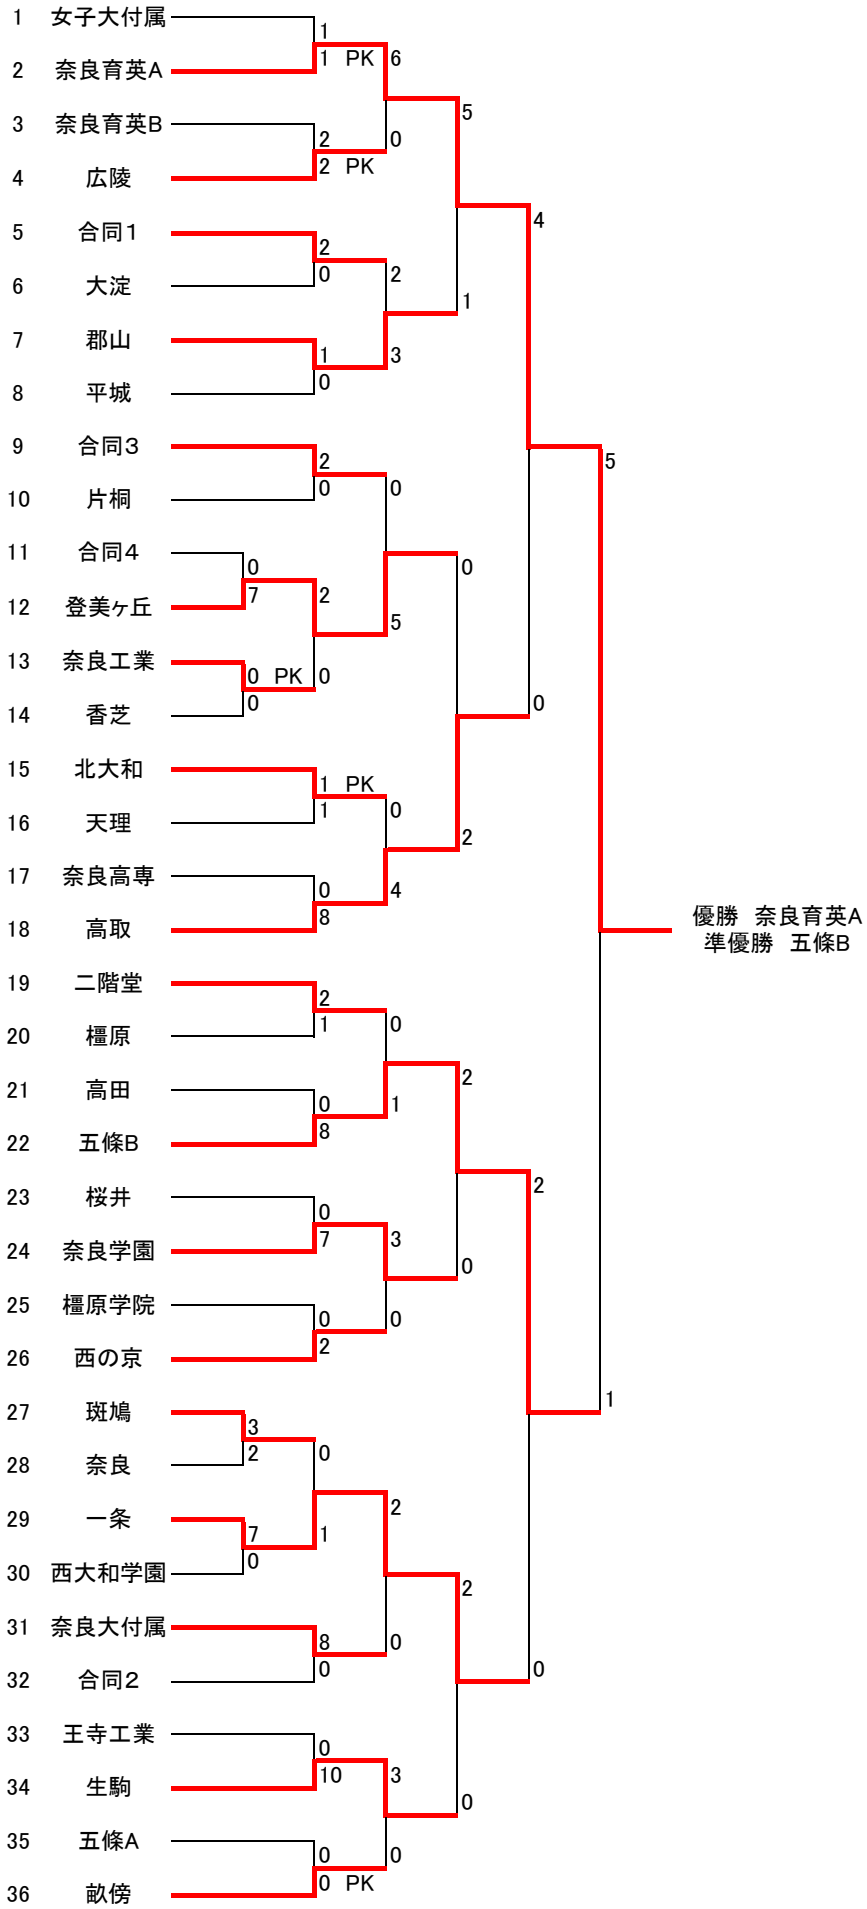 1 女子大付属
1
1 PK 6
2 奈良育英A
5
3 奈良育英B
2 0
2 PK
4 広陵
4
5 合同1
2
0 2
6 大淀
1
7 郡山
1 3
0
8 平城
9 合同3
2 5
0 0
10 片桐
11 合同4
0 0
7 2
12 登美ヶ丘
5
13 奈良工業
0 PK 0
0 0
14 香芝
15 北大和
1 PK
1 0
16 天理
2
17 奈良高専
0 4
8
18 高取
優勝 奈良育英A
準優勝 五條B
19 二階堂
2
1 0
20 橿原
2
21 高田
0 1
8
22 五條B
2
23 桜井
0
7 3
24 奈良学園
0
25 橿原学院
0 0
2
26 西の京
1
27 斑鳩
3
2 0
28 奈良
2
29 一条
7 1
0
30 西大和学園
2
31 奈良大付属
8 0
0 0
32 合同2
33 王寺工業
0
10 3
34 生駒
0
35 五條A
0 0
0 PK
36 畝傍